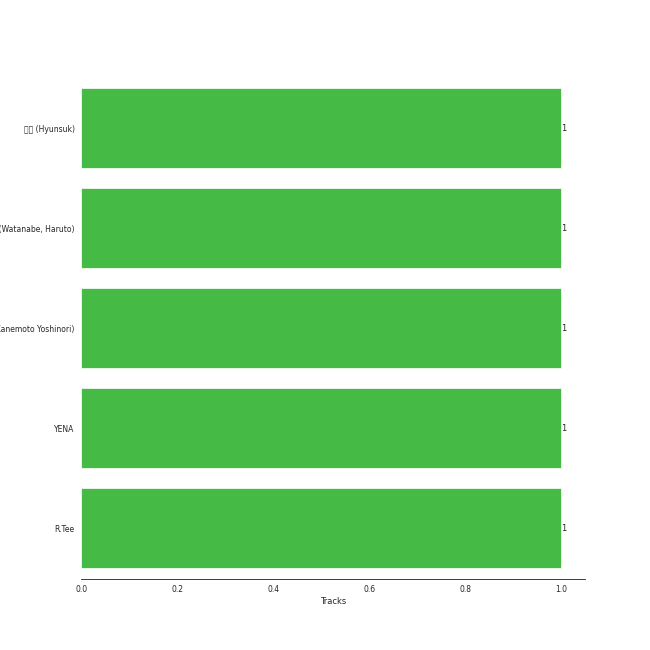 (Hyunsuk) 1
(Watanabe, Haruto) 1
Yoshinori) 1
YENA 1
R.Tee 1
0.0 0.2 0.4 0.6 0.8 1.0
Tracks